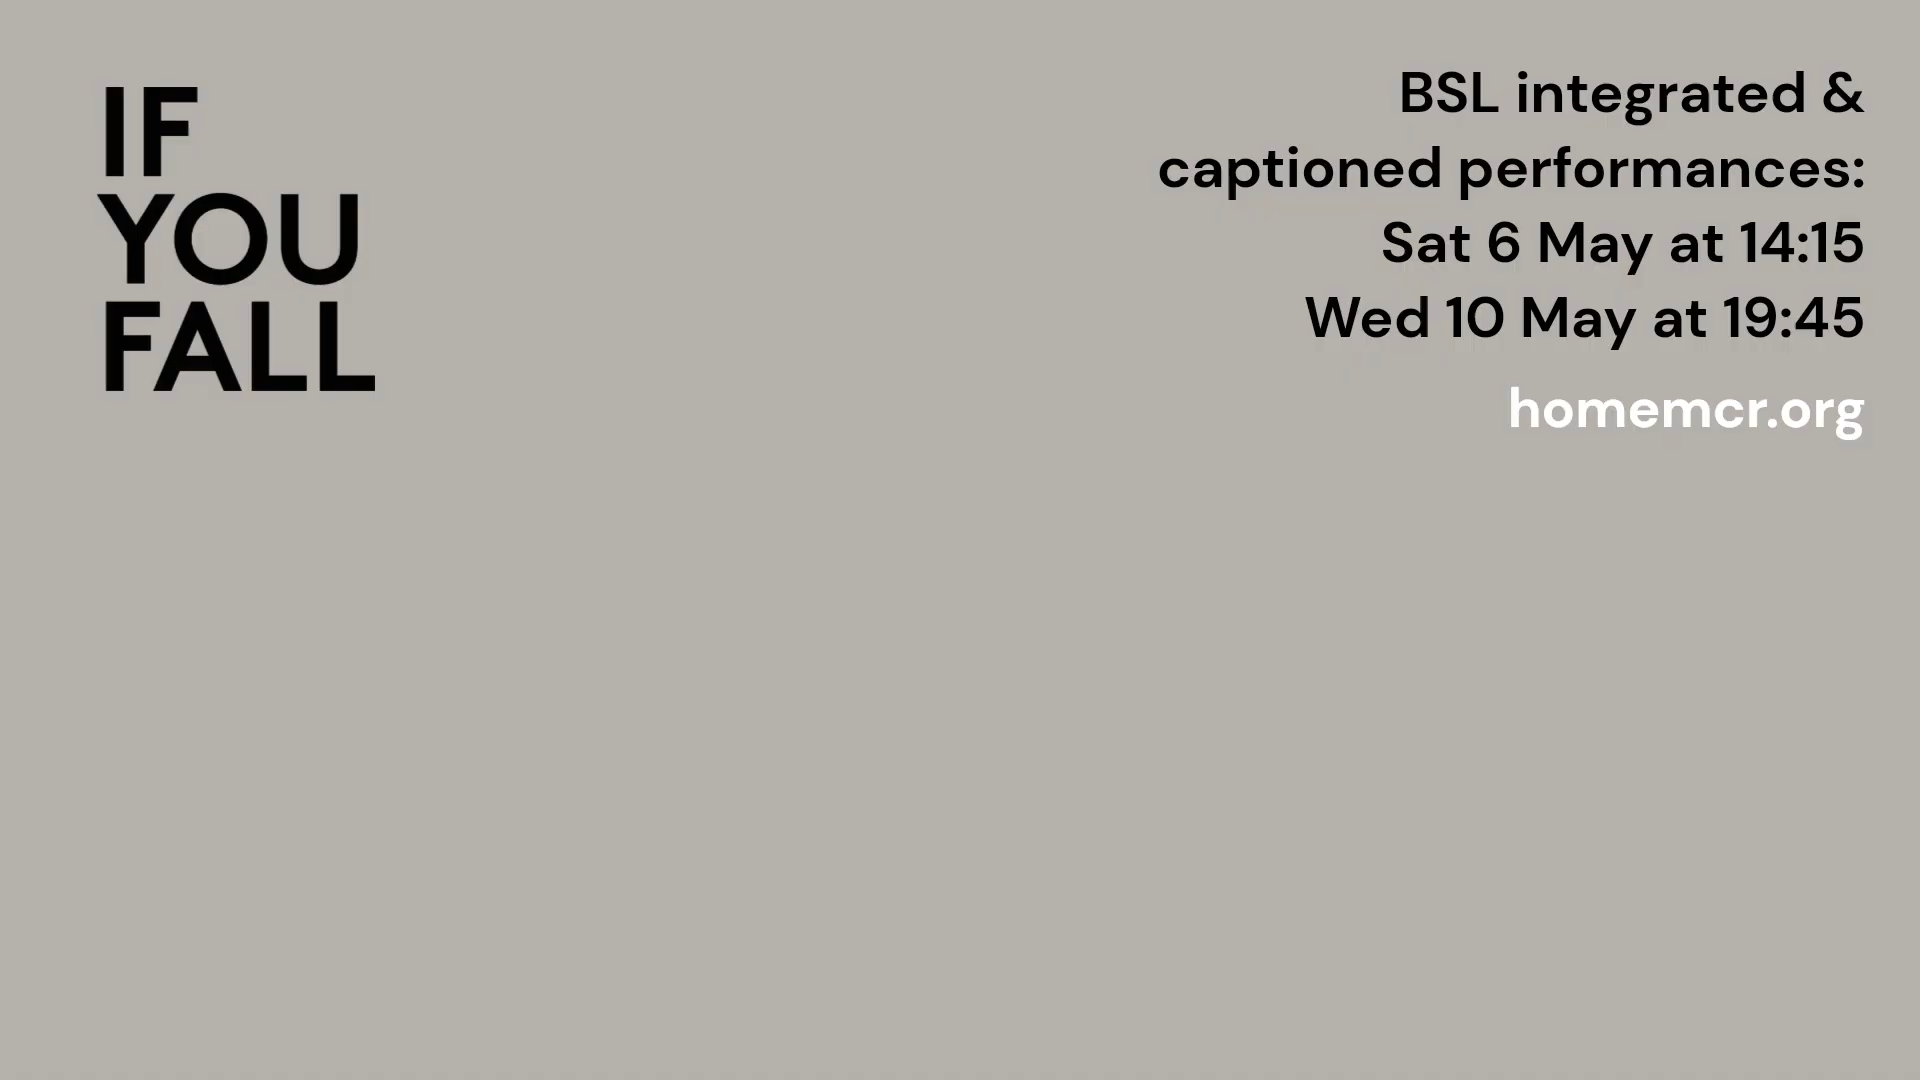 IF
YOU
FALL
BSL integrated &
captioned performances:
Sat 6 May at 14:15
Wed 10 May at 19:45
homemcr.org